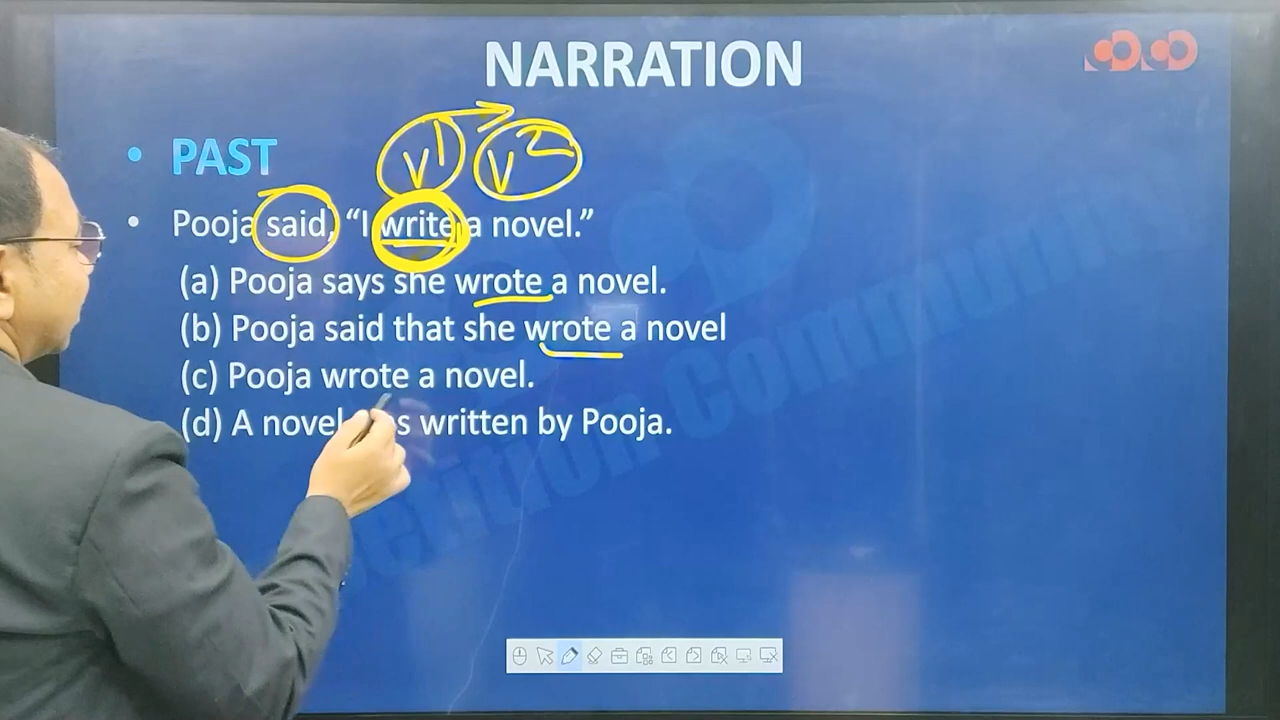 NARRATION
• PAST
V1 V2
• Pooja said, “I write a novel.”
(a) Pooja says she wrote a novel.
(b) Pooja said that she wrote a novel
(c) Pooja wrote a novel.
(d) A novel written by Pooja.
Community